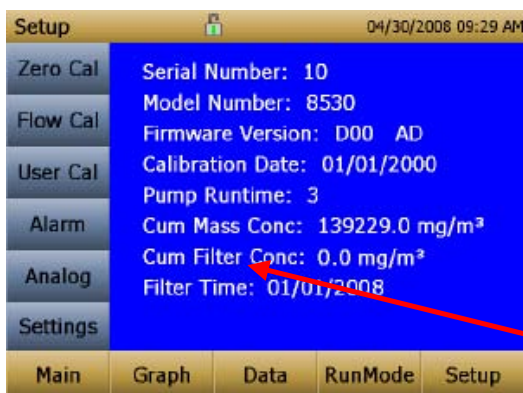 Setup 04/30/2008 09:29 AM
Zero Cal
Flow Cal
User Cal
Alarm
Analog
Settings
Serial Number: 10
Model Number: 8530
Firmware Version: D00 AD
Calibration Date: 01/01/2000
Pump Runtime: 3
Cum Mass Conc: 139229.0 mg/m³
Cum Filter Conc: 0.0 mg/m³
Filter Time: 01/01/2008
Main Graph Data RunMode Setup